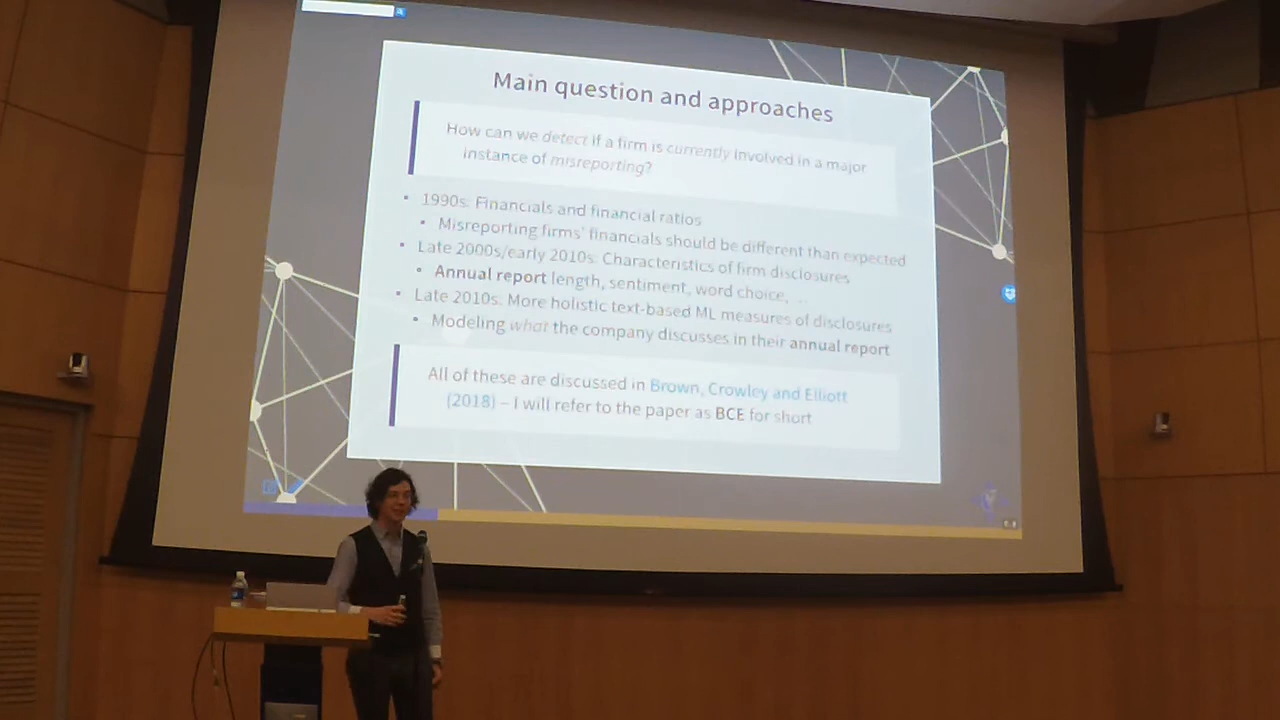 Main question and approaches
How can we detect if a firm is currently involved in a major
instance of misreporting?
• 1990s: Financials and financial ratios
• Misreporting firms' financials should be different than expected
• Late 2000s/early 2010s: Characteristics of firm disclosures
• Annual report length, sentiment, word choice, …
• Late 2010s: More holistic text-based ML measures of disclosures
• Modeling what the company discusses in their annual report
All of these are discussed in Brown, Crowley and Elliott
(2018) – I will refer to the paper as BCE for short